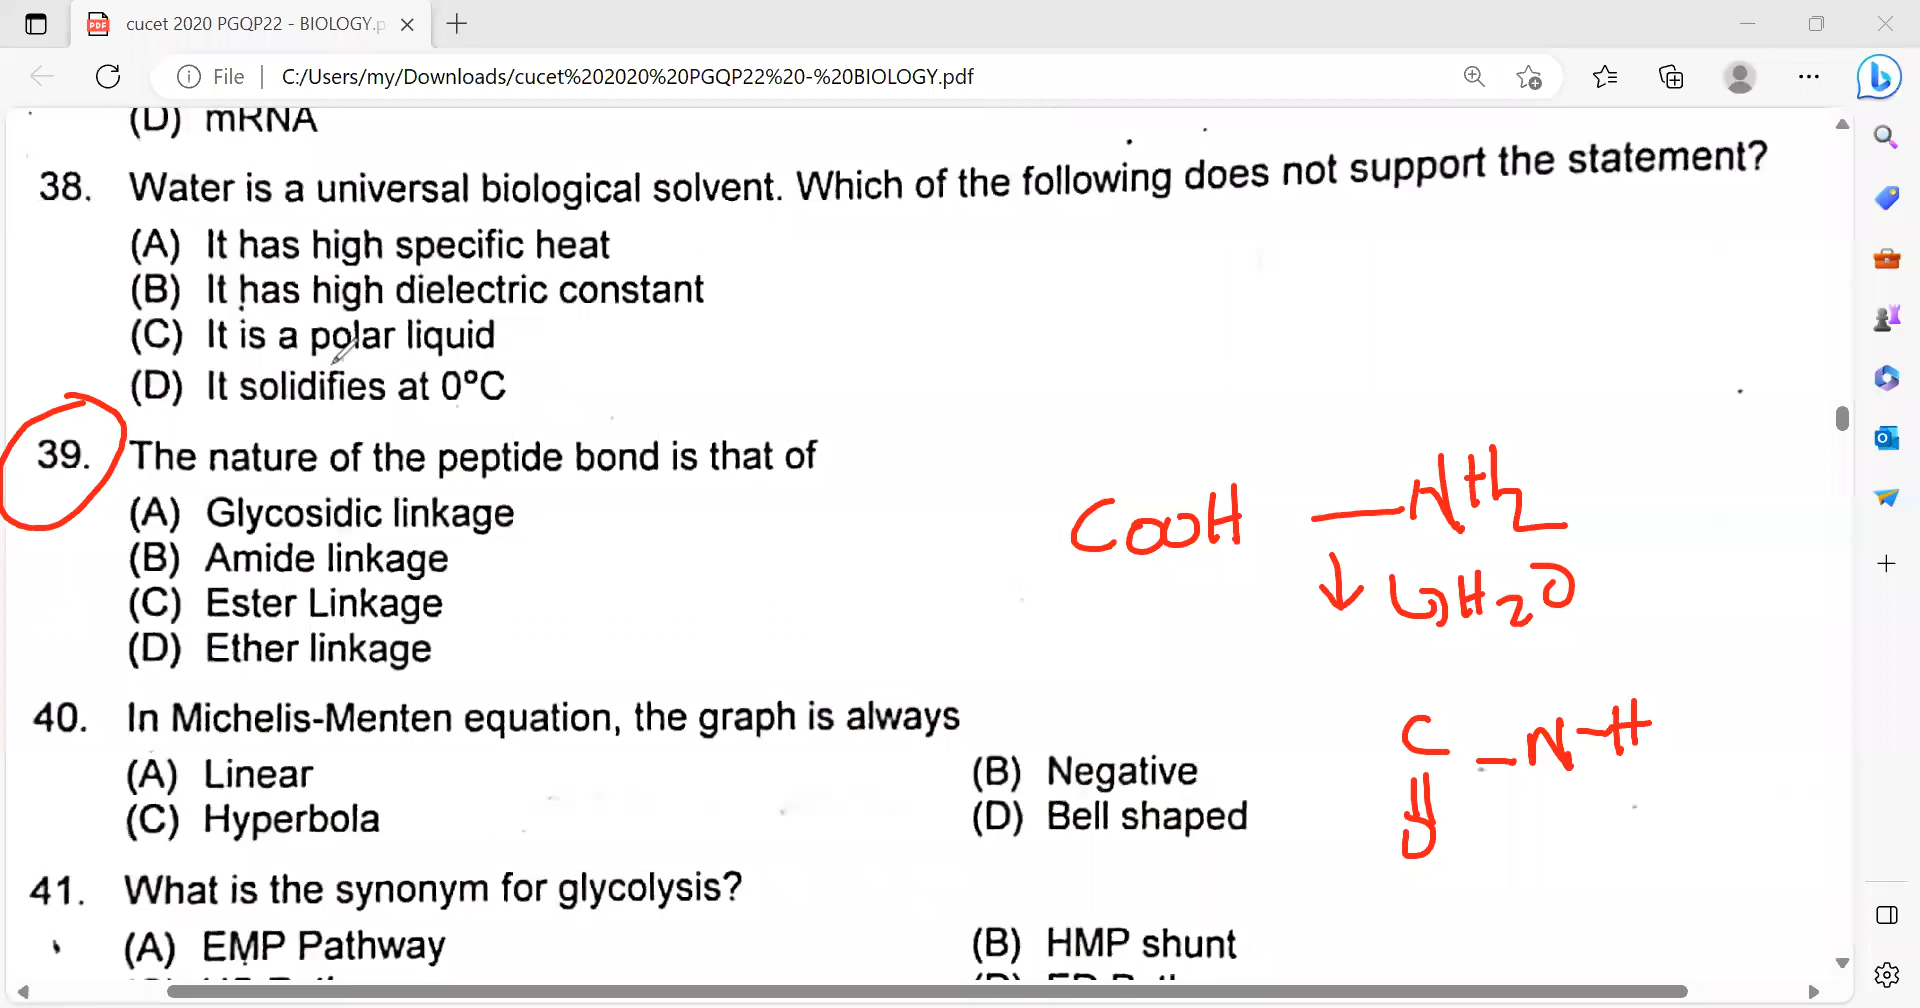 cucet 2020 PGQP22 - BIOLOGY.p
File C:/Users/my/Downloads/cucet%202020%20PGQP22%20-%20BIOLOGY.pdf
(D) mRNA
38. Water is a universal biological solvent. Which of the following does not support the statement?
(A) It has high specific heat
(B) It has high dielectric constant
(C) It is a polar liquid
(D) It solidifies at 0°C
39. The nature of the peptide bond is that of
(A) Glycosidic linkage
(B) Amide linkage
(C) Ester Linkage
(D) Ether linkage
COOH —NH2
↓ H2O
C –N–H
O
40. In Michelis-Menten equation, the graph is always
(A) Linear (B) Negative
(C) Hyperbola (D) Bell shaped
41. What is the synonym for glycolysis?
(A) EMP Pathway (B) HMP shunt